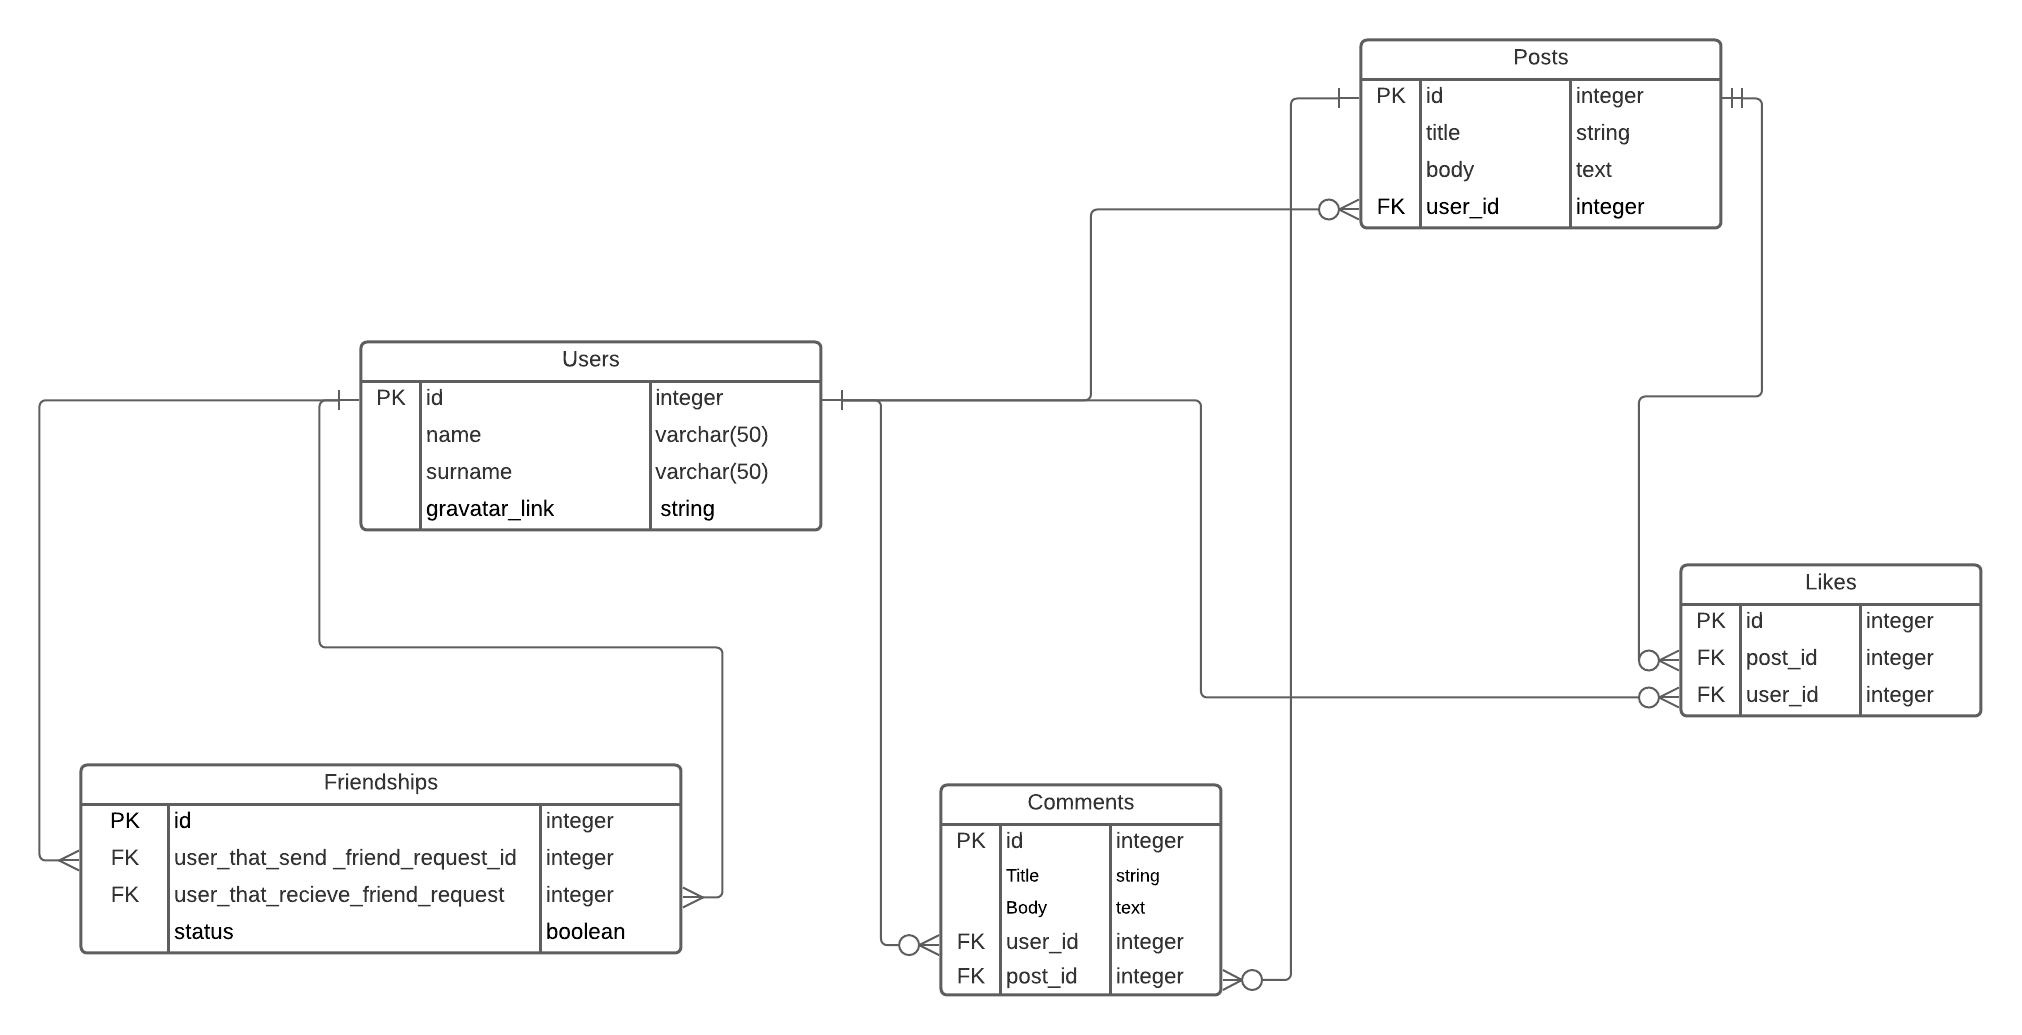 Posts
PK id integer
title string
body text
FK user_id integer
Users
PK id integer
name varchar(50)
surname varchar(50)
gravatar_link string
Likes
PK id integer
FK post_id integer
FK user_id integer
Friendships
PK id integer
FK user_that_send _friend_request_id integer
FK user_that_recieve_friend_request integer
status boolean
Comments
PK id integer
Title string
Body text
FK user_id integer
FK post_id integer